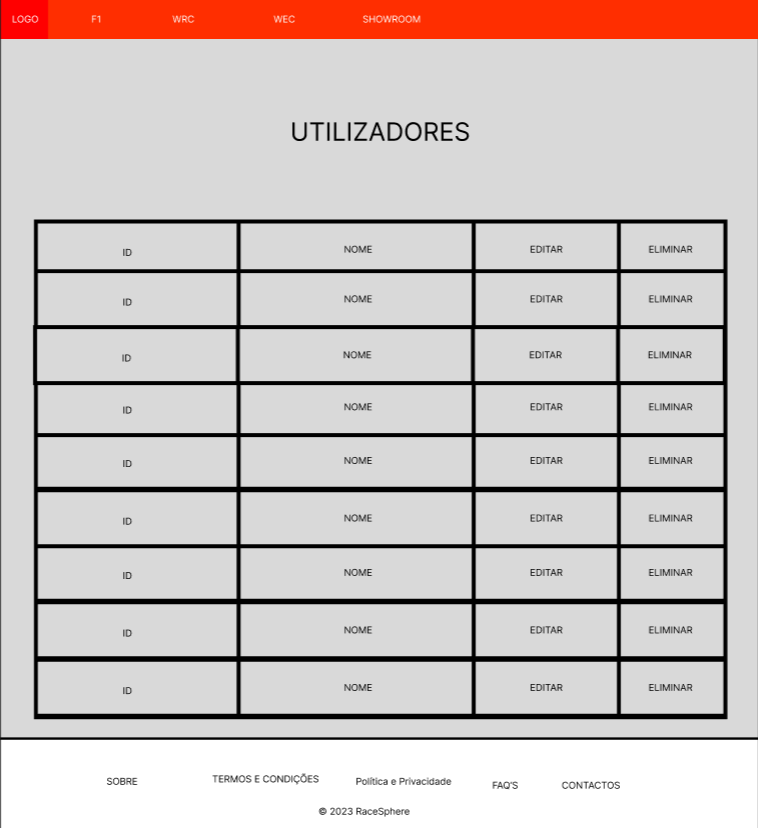 LOGO F1 WRC WEC SHOWROOM
UTILIZADORES
ID NOME EDITAR ELIMINAR
ID NOME EDITAR ELIMINAR
ID NOME EDITAR ELIMINAR
ID NOME EDITAR ELIMINAR
ID NOME EDITAR ELIMINAR
ID NOME EDITAR ELIMINAR
ID NOME EDITAR ELIMINAR
ID NOME EDITAR ELIMINAR
ID NOME EDITAR ELIMINAR
SOBRE TERMOS E CONDIÇÕES Política e Privacidade FAQ'S CONTACTOS
© 2023 RaceSphere